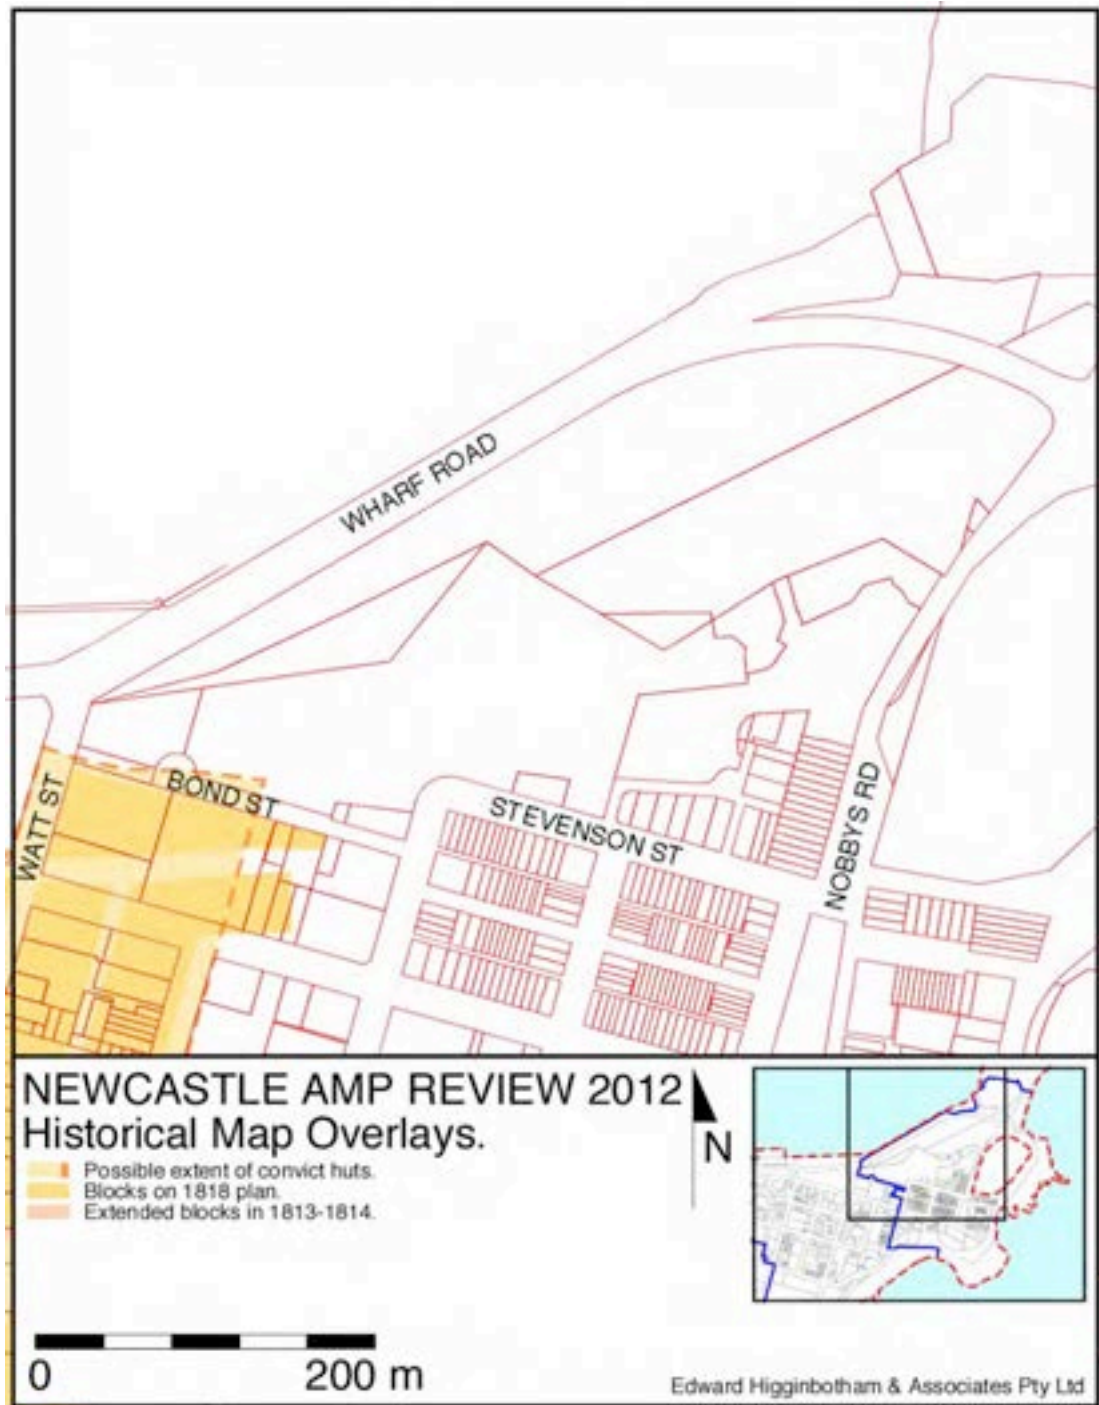 WHARF ROAD
BOND ST
WATT ST
STEVENSON ST
NOBBYS RD
NEWCASTLE AMP REVIEW 2012
Historical Map Overlays.
Possible extent of convict huts.
Blocks on 1818 plan.
Extended blocks in 1813-1814.
N
0 200 m
Edward Higginbotham & Associates Pty Ltd